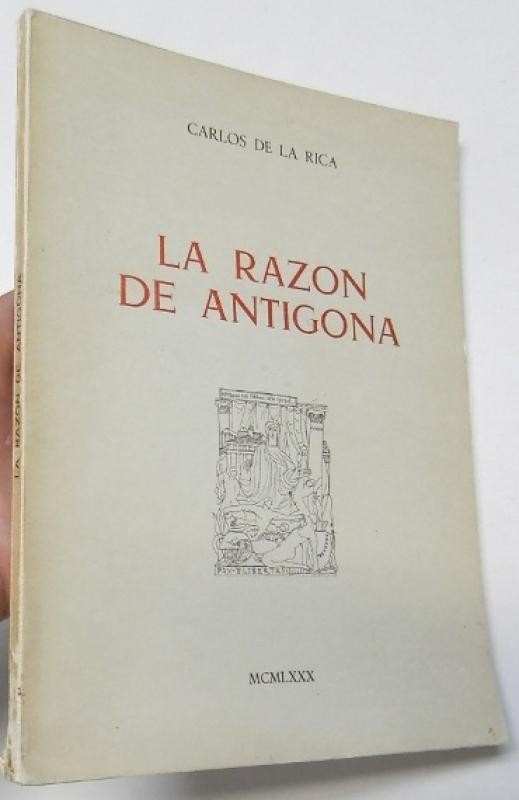 CARLOS DE LA RICA
LA RAZON
DE ANTIGONA
MCMLXXX
LA RAZON DE ANTIGONA